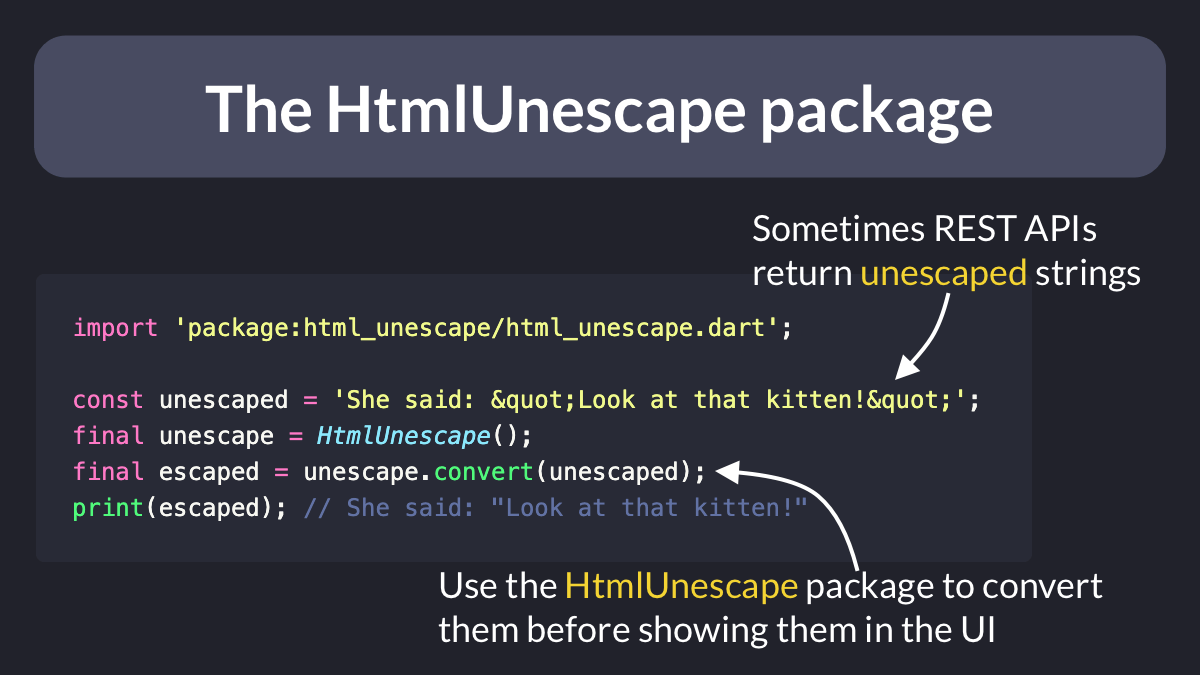 The HtmlUnescape package
Sometimes REST APIs
return unescaped strings
import 'package:html_unescape/html_unescape.dart';
const unescaped = 'She said: &quot;Look at that kitten!&quot;';
final unescape = HtmlUnescape();
final escaped = unescape.convert(unescaped);
print(escaped); // She said: "Look at that kitten!"
Use the HtmlUnescape package to convert
them before showing them in the UI